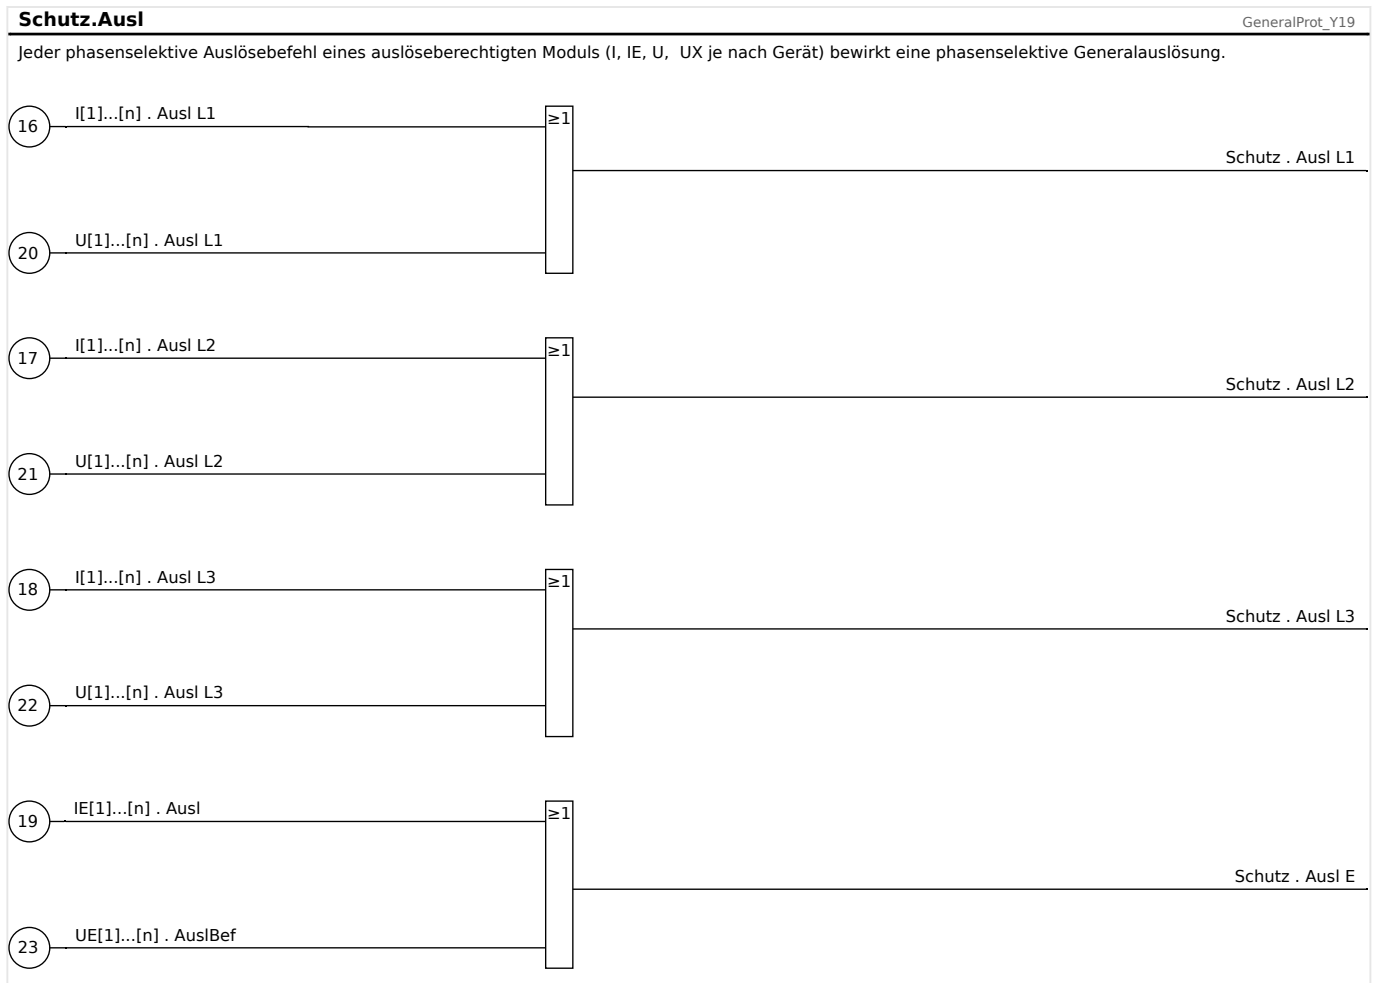 Schutz.Ausl
GeneralProt_Y19
Jeder phasenselektive Auslösebefehl eines auslöseberechtigten Moduls (I, IE, U,  UX je nach Gerät) bewirkt eine phasenselektive Generalauslösung.
16
I[1]...[n] . Ausl L1
≥1
Schutz . Ausl L1
20
U[1]...[n] . Ausl L1
17
I[1]...[n] . Ausl L2
≥1
Schutz . Ausl L2
21
U[1]...[n] . Ausl L2
18
I[1]...[n] . Ausl L3
≥1
Schutz . Ausl L3
22
U[1]...[n] . Ausl L3
19
IE[1]...[n] . Ausl
≥1
Schutz . Ausl E
23
UE[1]...[n] . AuslBef